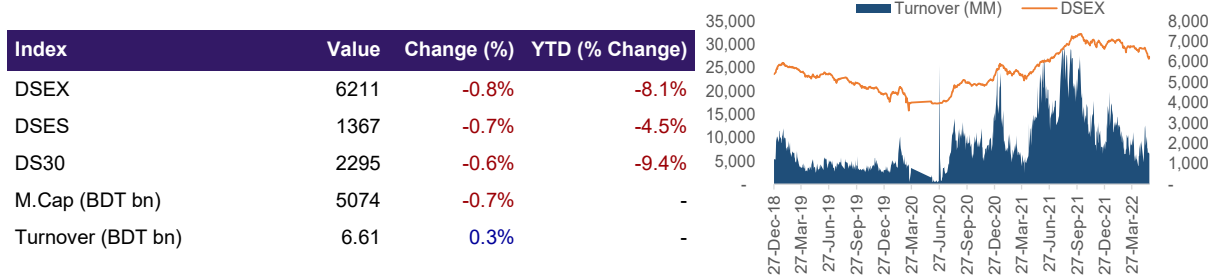 Index Value Change (%) YTD (% Change)
DSEX 6211 -0.8% -8.1%
DSES 1367 -0.7% -4.5%
DS30 2295 -0.6% -9.4%
M.Cap (BDT bn) 5074 -0.7% -
Turnover (BDT bn) 6.61 0.3% -
Turnover (MM) DSEX
35,000
30,000
25,000
20,000
15,000
10,000
5,000
-
8,000
7,000
6,000
5,000
4,000
3,000
2,000
1,000
-
27-Dec-18
27-Mar-19
27-Jun-19
27-Sep-19
27-Dec-19
27-Mar-20
27-Jun-20
27-Sep-20
27-Dec-20
27-Mar-21
27-Jun-21
27-Sep-21
27-Dec-21
27-Mar-22